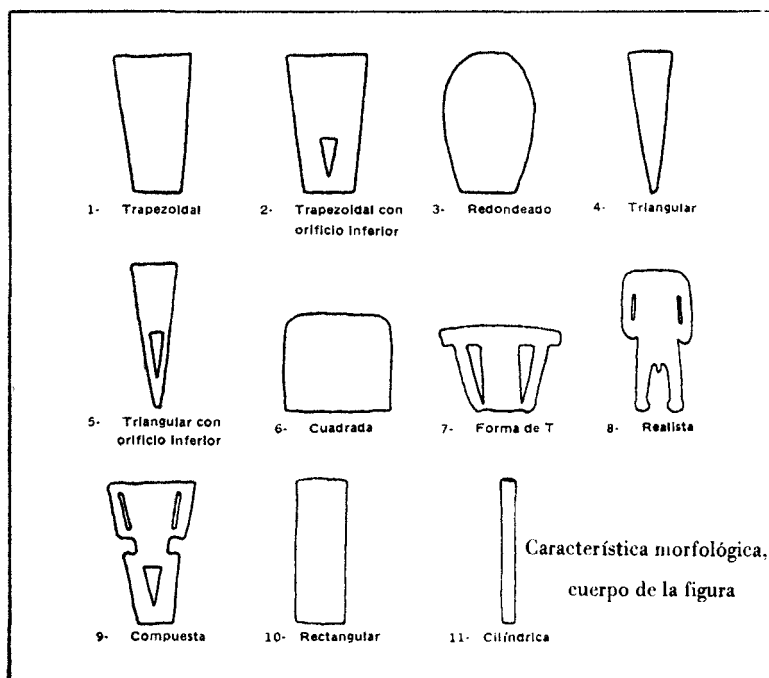 1- Trapezoidal
2- Trapezoidal con
orificio inferior
3- Redondeado
4- Triangular
5- Triangular con
orificio inferior
6- Cuadrada
7- Forma de T
8- Realista
9- Compuesta
10- Rectangular
11- Cilíndrica
Característica morfológica,
cuerpo de la figura